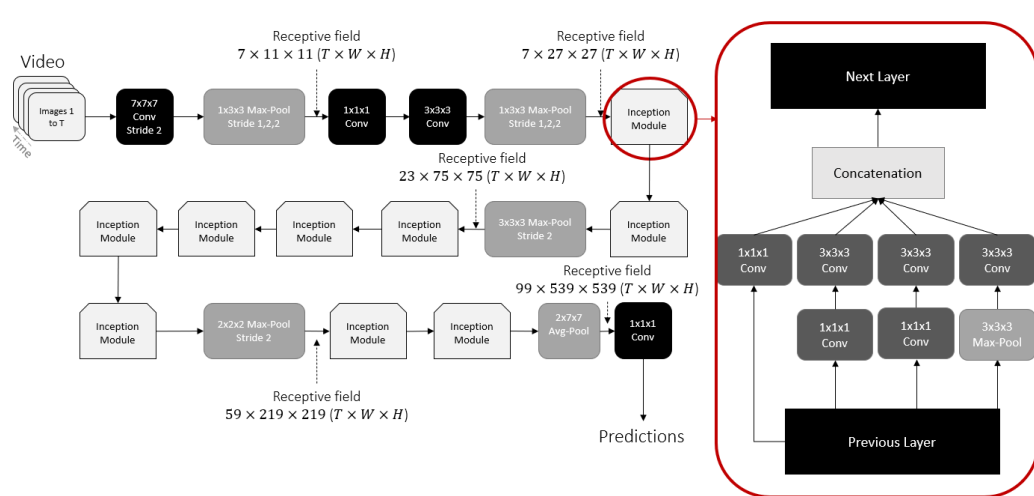 Receptive field
7 × 11 × 11 (T × W × H)
Receptive field
7 × 27 × 27 (T × W × H)
Video
Images 1
to T
Time
7x7x7
Conv
Stride 2
1x3x3 Max-Pool
Stride 1,2,2
1x1x1
Conv
3x3x3
Conv
1x3x3 Max-Pool
Stride 1,2,2
Inception
Module
Receptive field
23 × 75 × 75 (T × W × H)
Inception
Module
Inception
Module
Inception
Module
Inception
Module
3x3x3 Max-Pool
Stride 2
Inception
Module
Receptive field
99 × 539 × 539 (T × W × H)
Inception
Module
2x2x2 Max-Pool
Stride 2
Inception
Module
Inception
Module
2x7x7
Avg-Pool
1x1x1
Conv
Receptive field
59 × 219 × 219 (T × W × H)
Predictions
Next Layer
Concatenation
1x1x1
Conv
3x3x3
Conv
3x3x3
Conv
3x3x3
Conv
1x1x1
Conv
1x1x1
Conv
3x3x3
Max-Pool
Previous Layer